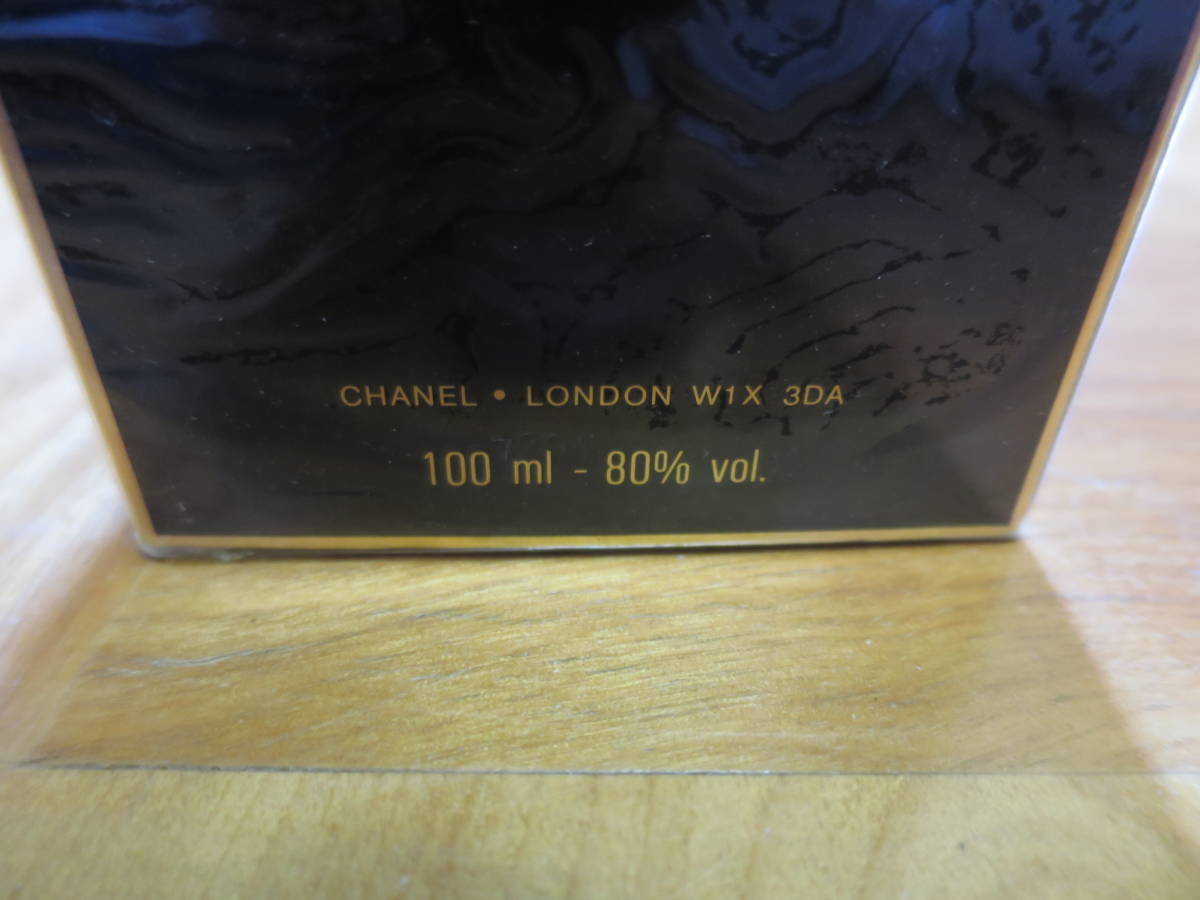 CHANEL • LONDON W1X 3DA
100 ml - 80% vol.